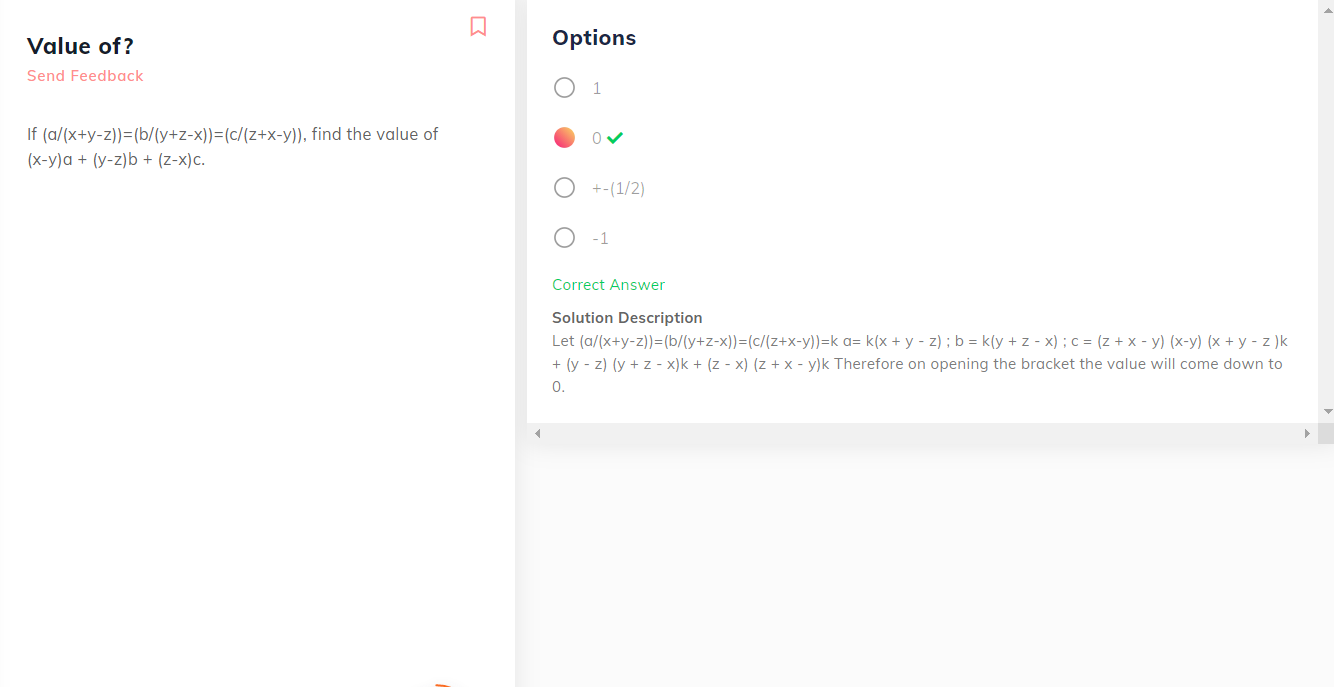 Value of?
Send Feedback
If (a/(x+y-z))=(b/(y+z-x))=(c/(z+x-y)), find the value of
(x-y)a + (y-z)b + (z-x)c.
Options
1
0
+-(1/2)
-1
Correct Answer
Solution Description
Let (a/(x+y-z))=(b/(y+z-x))=(c/(z+x-y))=k a= k(x + y - z) ; b = k(y + z - x) ; c = (z + x - y) (x-y) (x + y - z )k
+ (y - z) (y + z - x)k + (z - x) (z + x - y)k Therefore on opening the bracket the value will come down to
0.